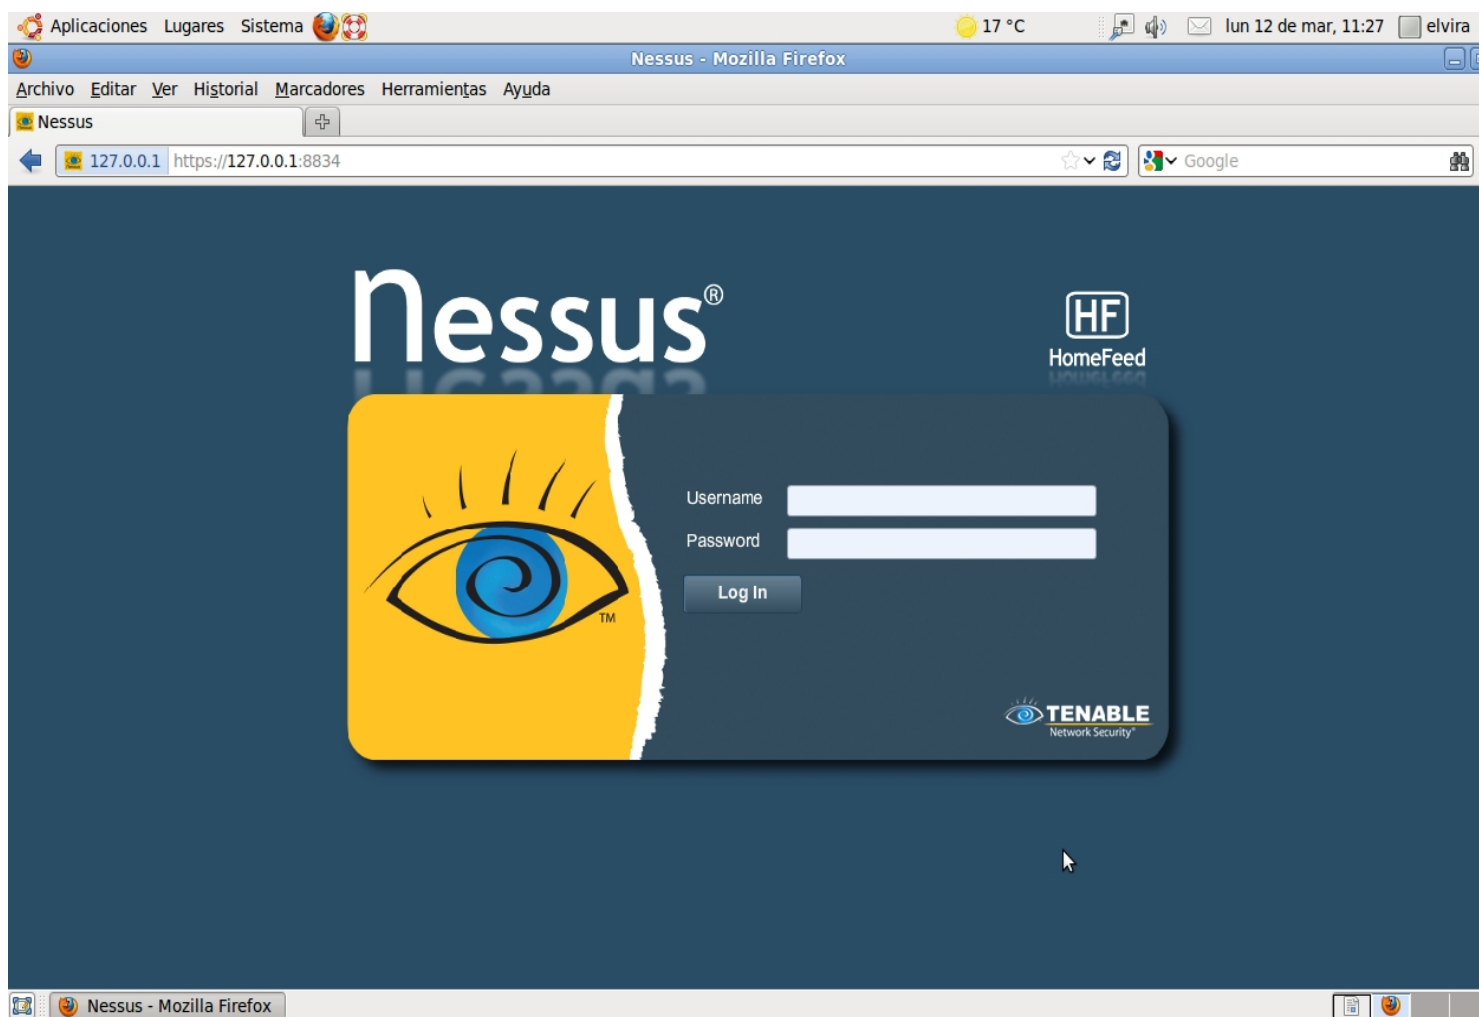 Aplicaciones Lugares Sistema 17 °C lun 12 de mar, 11:27 elvira
Nessus - Mozilla Firefox
Archivo Editar Ver Historial Marcadores Herramientas Ayuda
Nessus
127.0.0.1 https://127.0.0.1:8834 Google
Nessus®
HF
HomeFeed
Username
Password
Log In
TM
TENABLE
Network Security®
Nessus - Mozilla Firefox